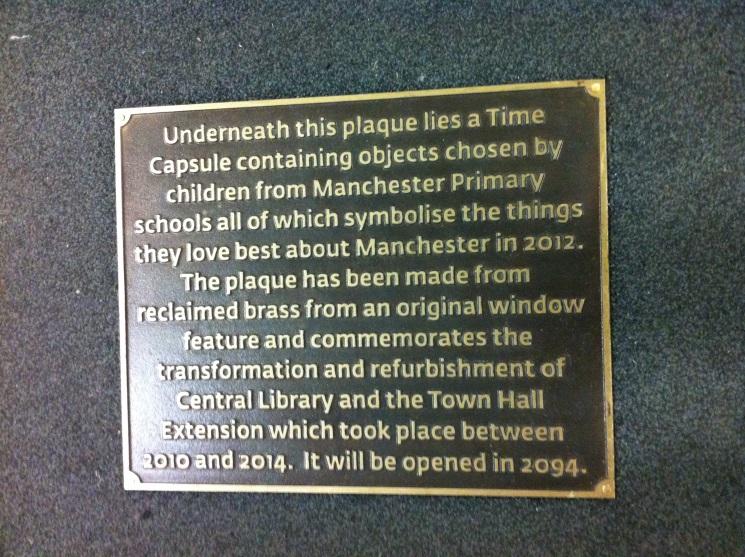 Underneath this plaque lies a Time
Capsule containing objects chosen by
children from Manchester Primary
schools all of which symbolise the things
they love best about Manchester in 2012.
The plaque has been made from
reclaimed brass from an original window
feature and commemorates the
transformation and refurbishment of
Central Library and the Town Hall
Extension which took place between
2010 and 2014. It will be opened in 2094.